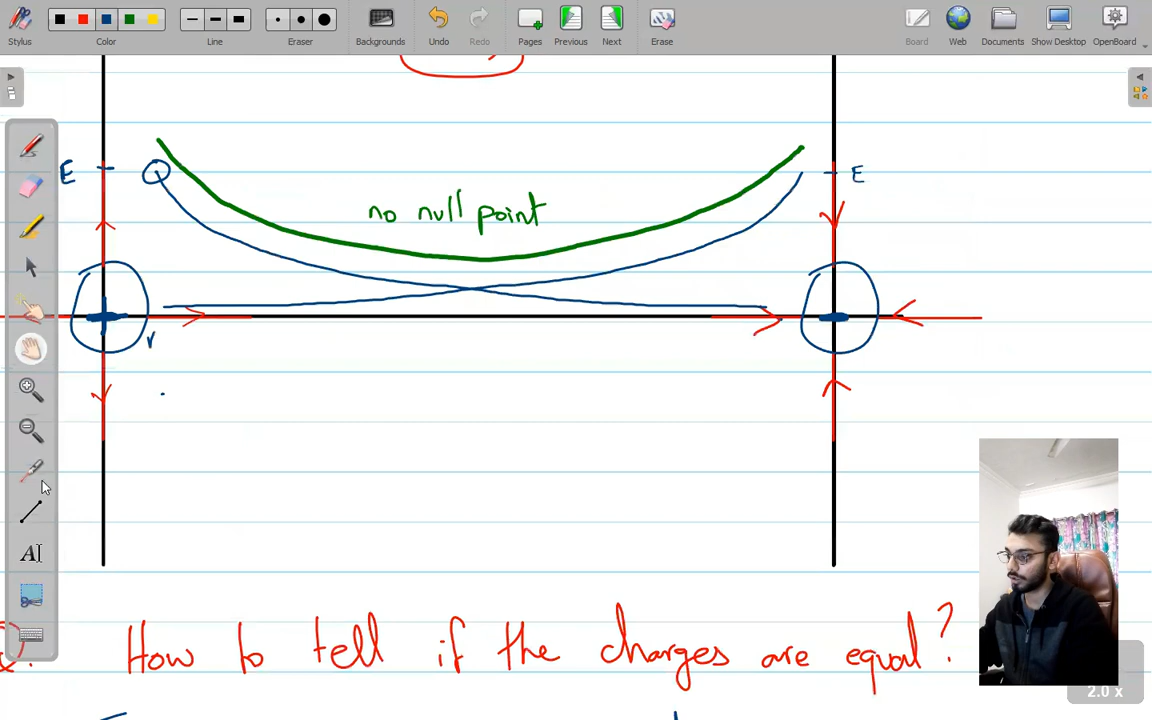 Stylus
Color
Line
Eraser
Backgrounds
Undo
Redo
Pages
Previous
Next
Erase
Board
Web
Documents
Show Desktop
OpenBoard
E
E
no null point
r
How to tell if the charges are equal?
2.0 x